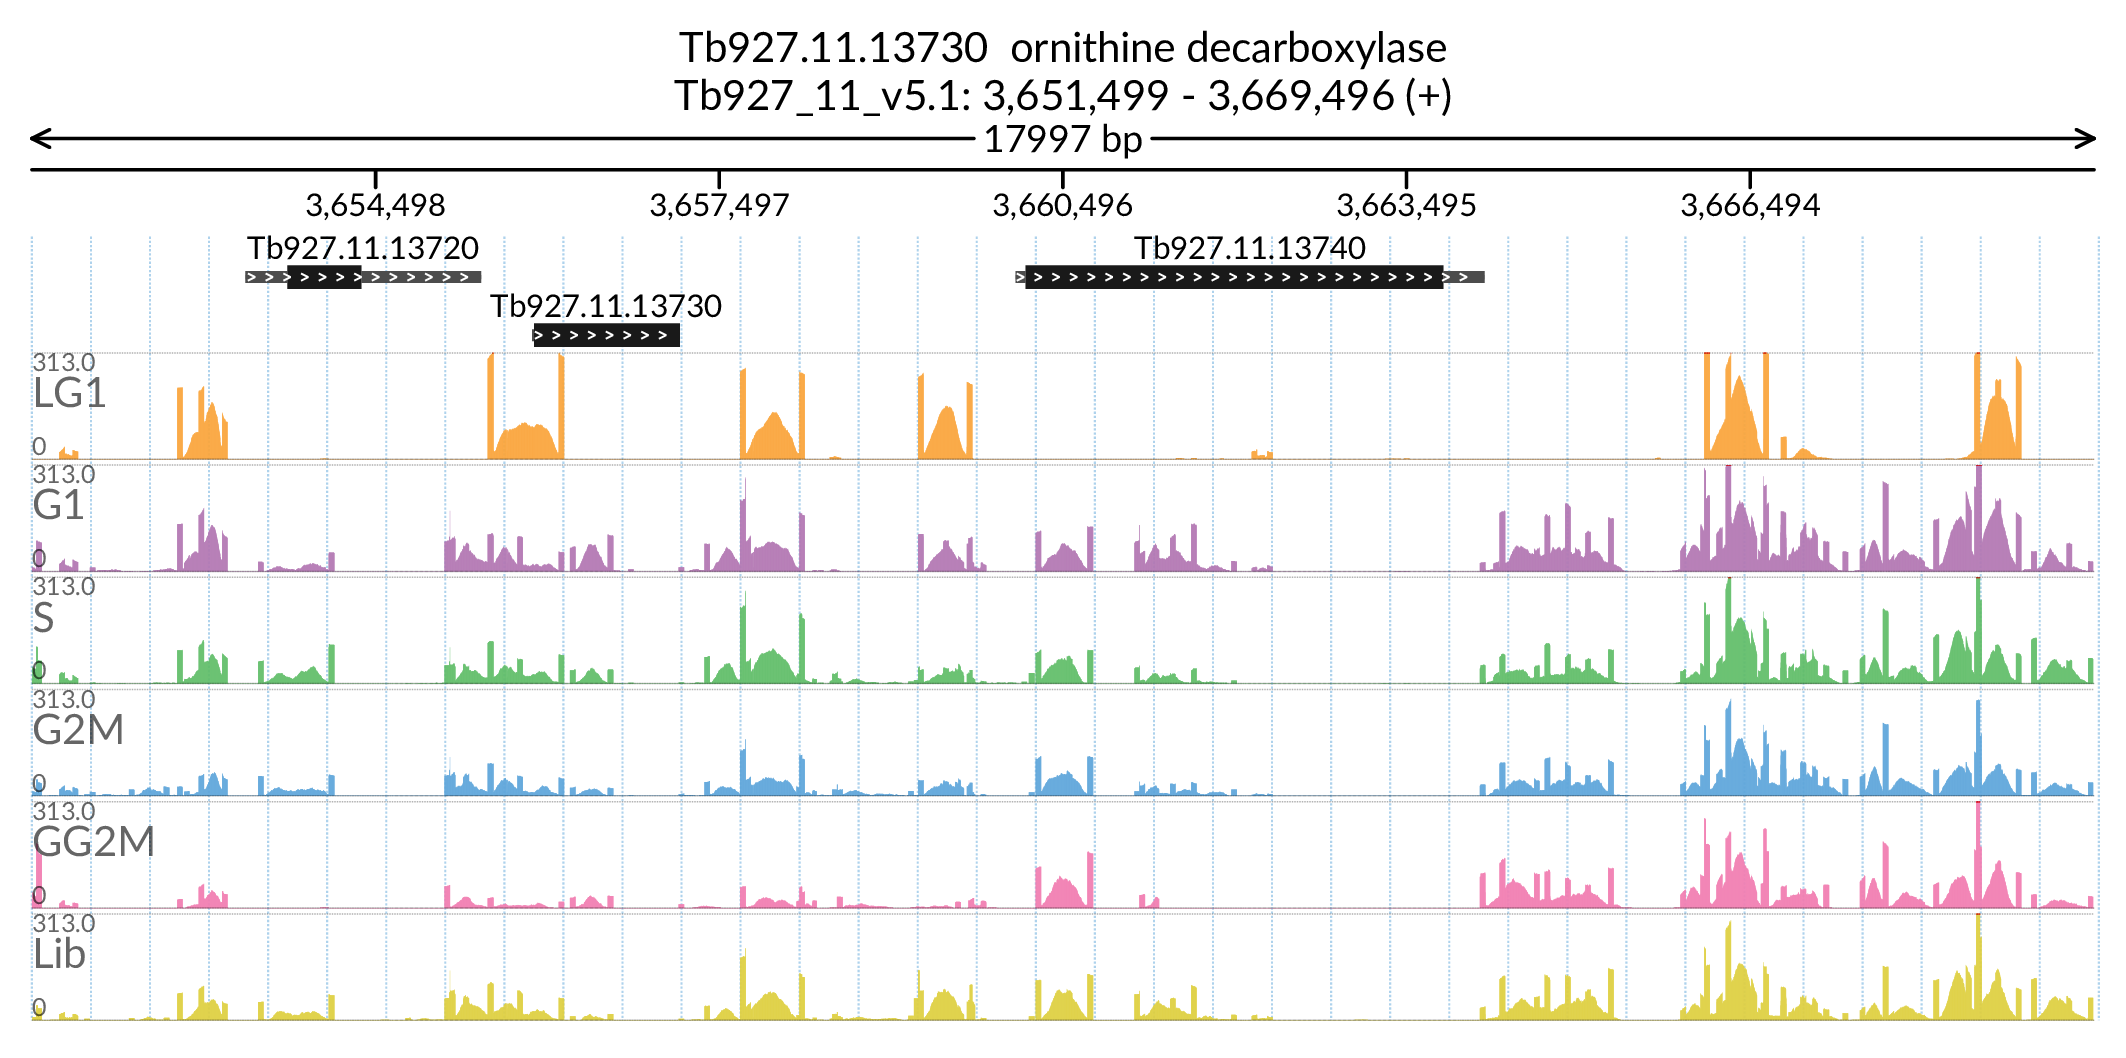 Tb927.11.13730 ornithine decarboxylase
Tb927_11_v5.1: 3,651,499 - 3,669,496 (+)
17997 bp
3,654,498 3,657,497 3,660,496 3,663,495 3,666,494
Tb927.11.13720 Tb927.11.13740
Tb927.11.13730
313.0
LG1
0
313.0
G1
0
313.0
S
0
313.0
G2M
0
313.0
GG2M
0
313.0
Lib
0